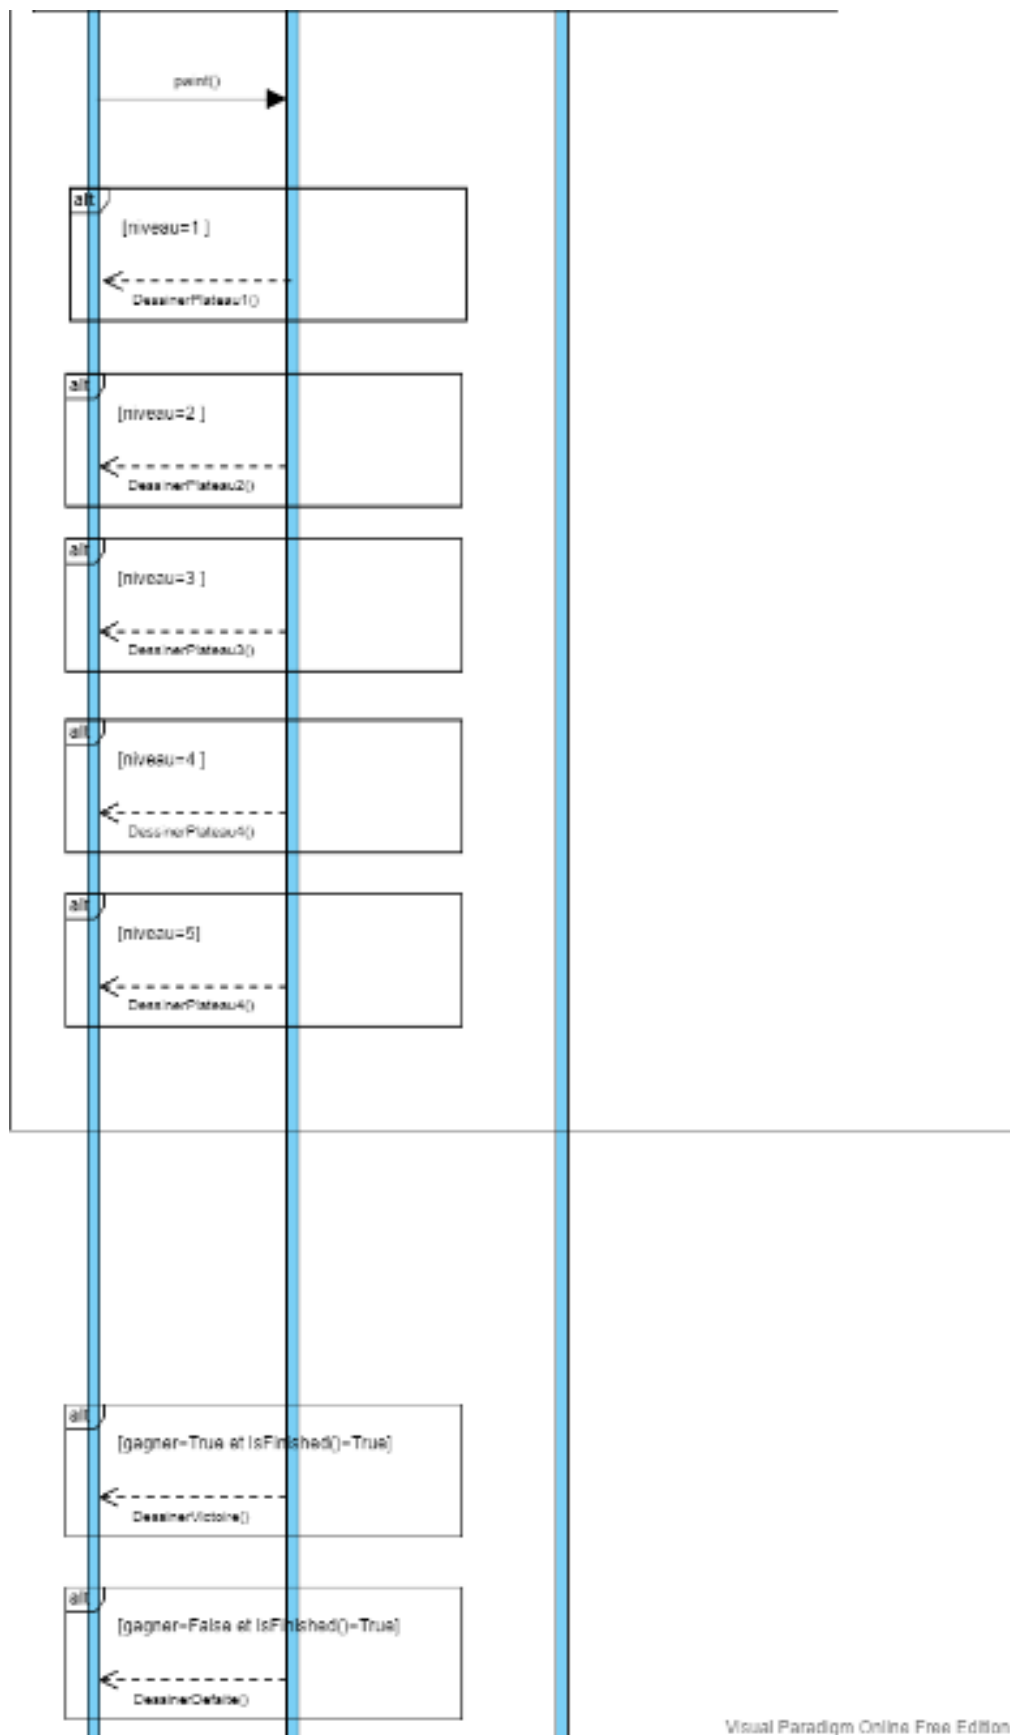 paint()
alt
[niveau=1 ]
DessinerPlateau1()
alt
[niveau=2 ]
DessinerPlateau2()
alt
[niveau=3 ]
DessinerPlateau3()
alt
[niveau=4 ]
DessinerPlateau4()
alt
[niveau=5]
DessinerPlateau4()
alt
[gagner=True et isFinished()=True]
DessinerVictoire()
alt
[gagner=False et isFinished()=True]
DessinerDefaite()
Visual Paradigm Online Free Edition